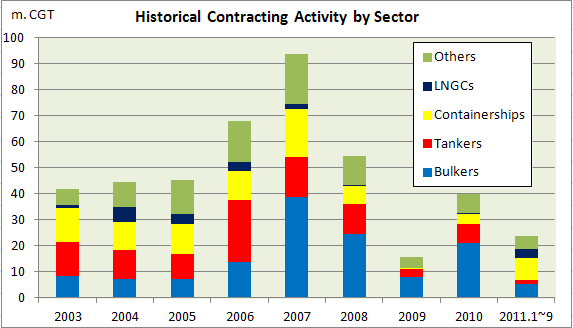 m. CGT
Historical Contracting Activity by Sector
100
90
80
70
60
50
40
30
20
10
0
Others
LNGCs
Containerships
Tankers
Bulkers
2003 2004 2005 2006 2007 2008 2009 2010 2011.1~9